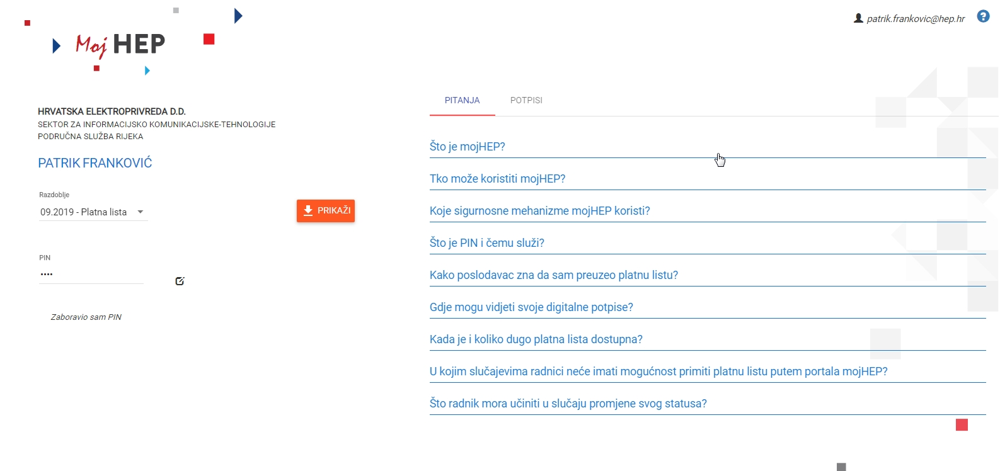 Moj HEP
patrik.frankovic@hep.hr
?
HRVATSKA ELEKTROPRIVREDA D.D.
SEKTOR ZA INFORMACIJSKO KOMUNIKACIJSKE-TEHNOLOGIJE
PODRUČNA SLUŽBA RIJEKA
PATRIK FRANKOVIĆ
Razdoblje
09.2019 - Platna lista
PRIKAŽI
PIN
••••
Zaboravio sam PIN
PITANJA
POTPISI
Što je mojHEP?
Tko može koristiti mojHEP?
Koje sigurnosne mehanizme mojHEP koristi?
Što je PIN i čemu služi?
Kako poslodavac zna da sam preuzeo platnu listu?
Gdje mogu vidjeti svoje digitalne potpise?
Kada je i koliko dugo platna lista dostupna?
U kojim slučajevima radnici neće imati mogućnost primiti platnu listu putem portala mojHEP?
Što radnik mora učiniti u slučaju promjene svog statusa?